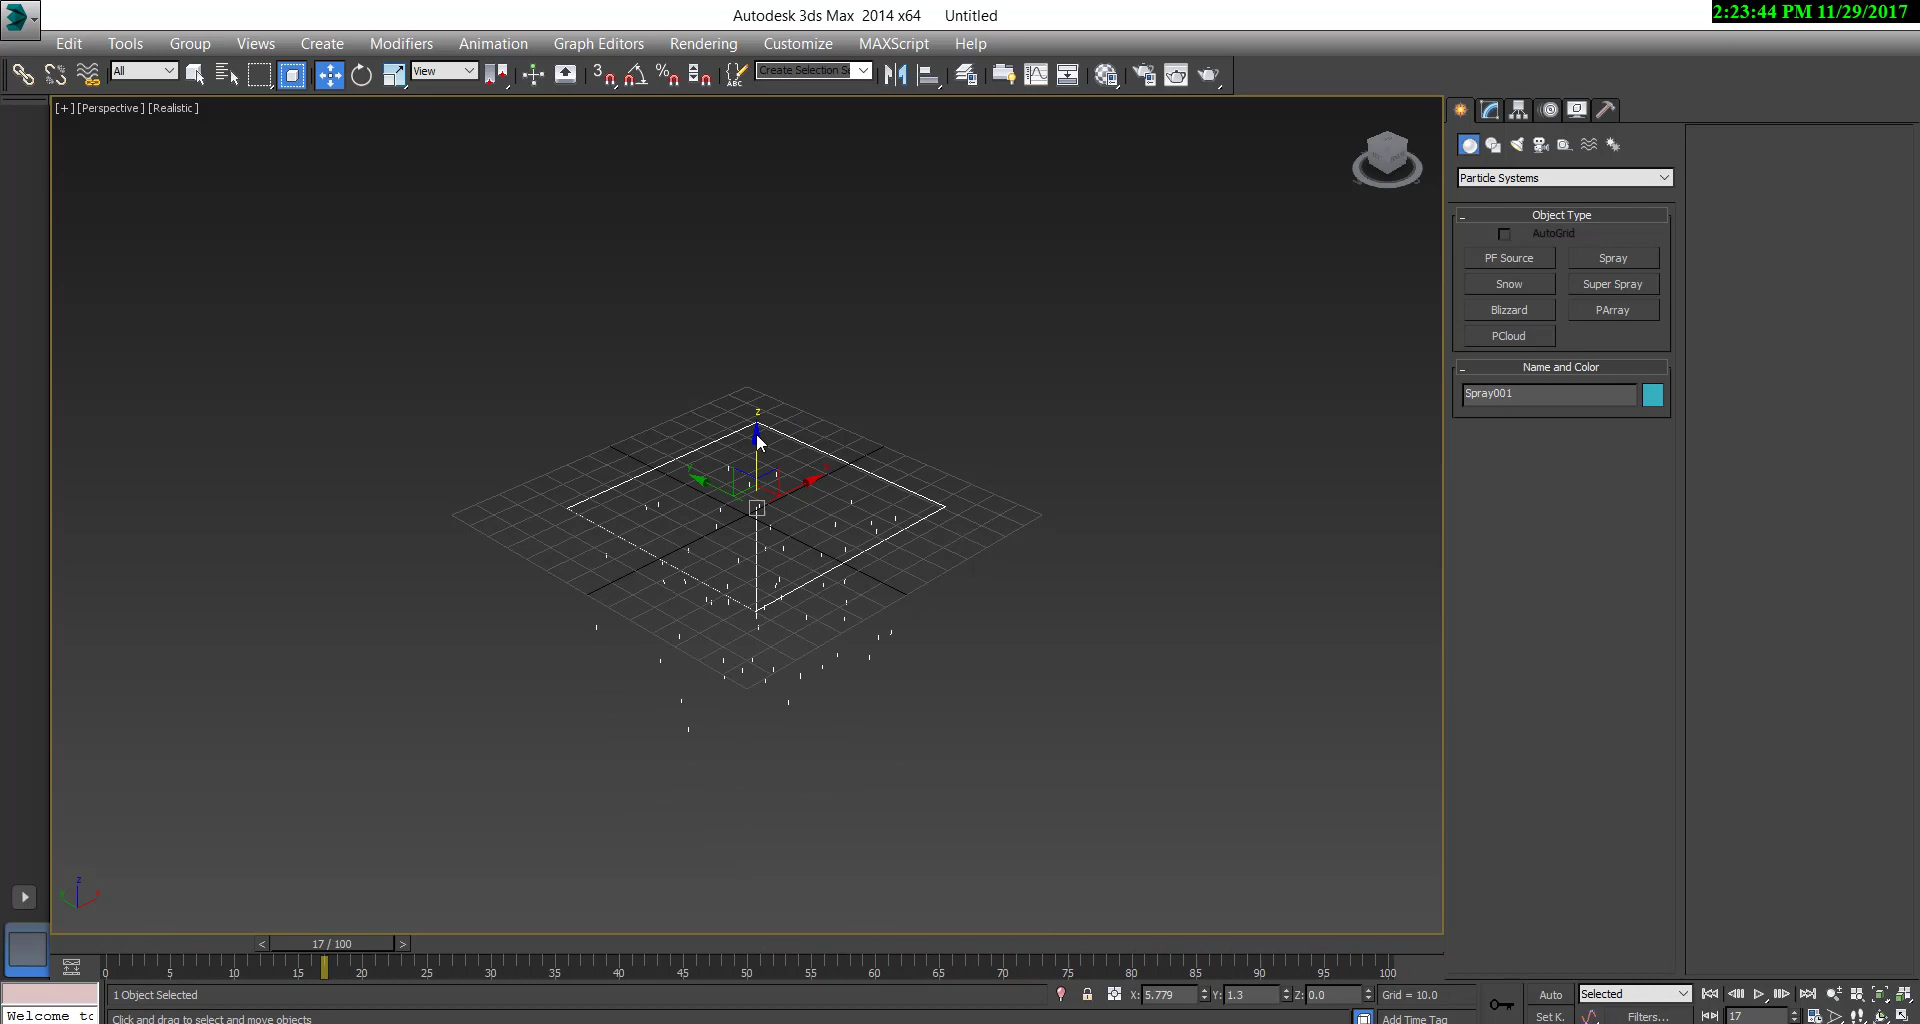 Autodesk 3ds Max 2014 x64 Untitled
2:23:44 PM 11/29/2017
Edit Tools Group Views Create Modifiers Animation Graph Editors Rendering Customize MAXScript Help
All View 3 % ABC Create Selection S
[+] [Perspective] [Realistic]
Particle Systems
Object Type
AutoGrid
PF Source Spray
Snow Super Spray
Blizzard PArray
PCloud
Name and Color
Spray001
z
z
< 17 / 100 >
0 5 10 15 20 25 30 35 40 45 50 55 60 65 70 75 80 85 90 95 100
1 Object Selected X: 5.779 Y: 1.3 Z: 0.0 Grid = 10.0 Auto Selected
Welcome to Click and drag to select and move objects Add Time Tag Set K. Filters... 17